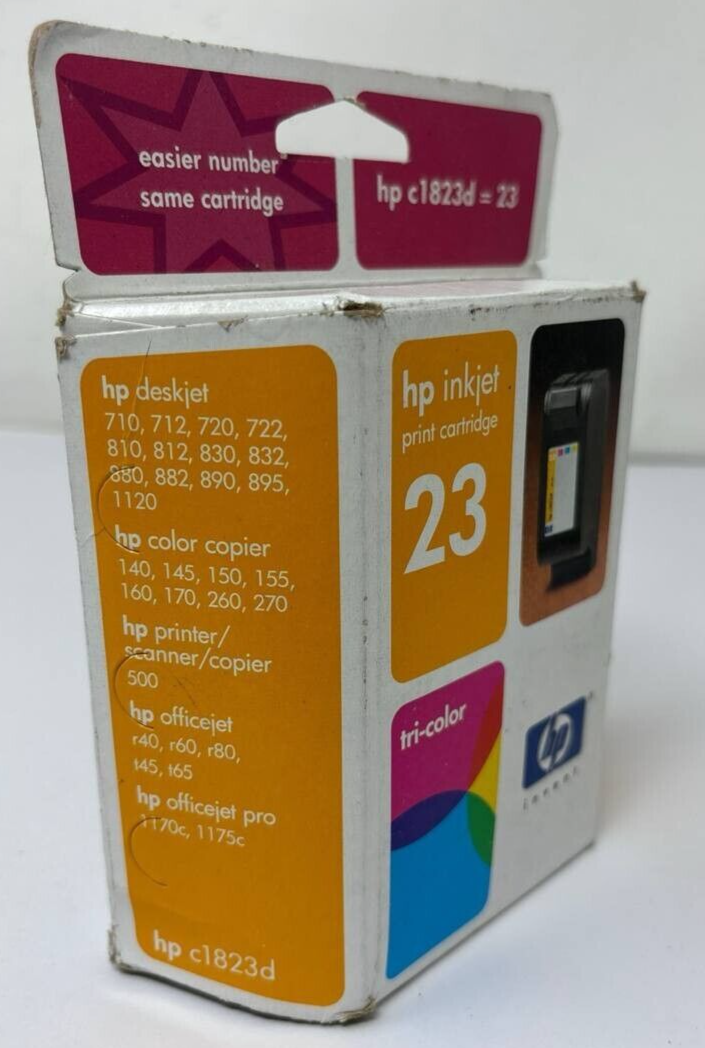 easier number
same cartridge
hp c1823d = 23
hp deskjet
710, 712, 720, 722,
810, 812, 830, 832,
880, 882, 890, 895,
1120
hp color copier
140, 145, 150, 155,
160, 170, 260, 270
hp printer/
scanner/copier
500
hp officejet
r40, r60, r80,
t45, t65
hp officejet pro
1170c, 1175c
hp c1823d
hp inkjet
print cartridge
23
tri-color
hp
invent